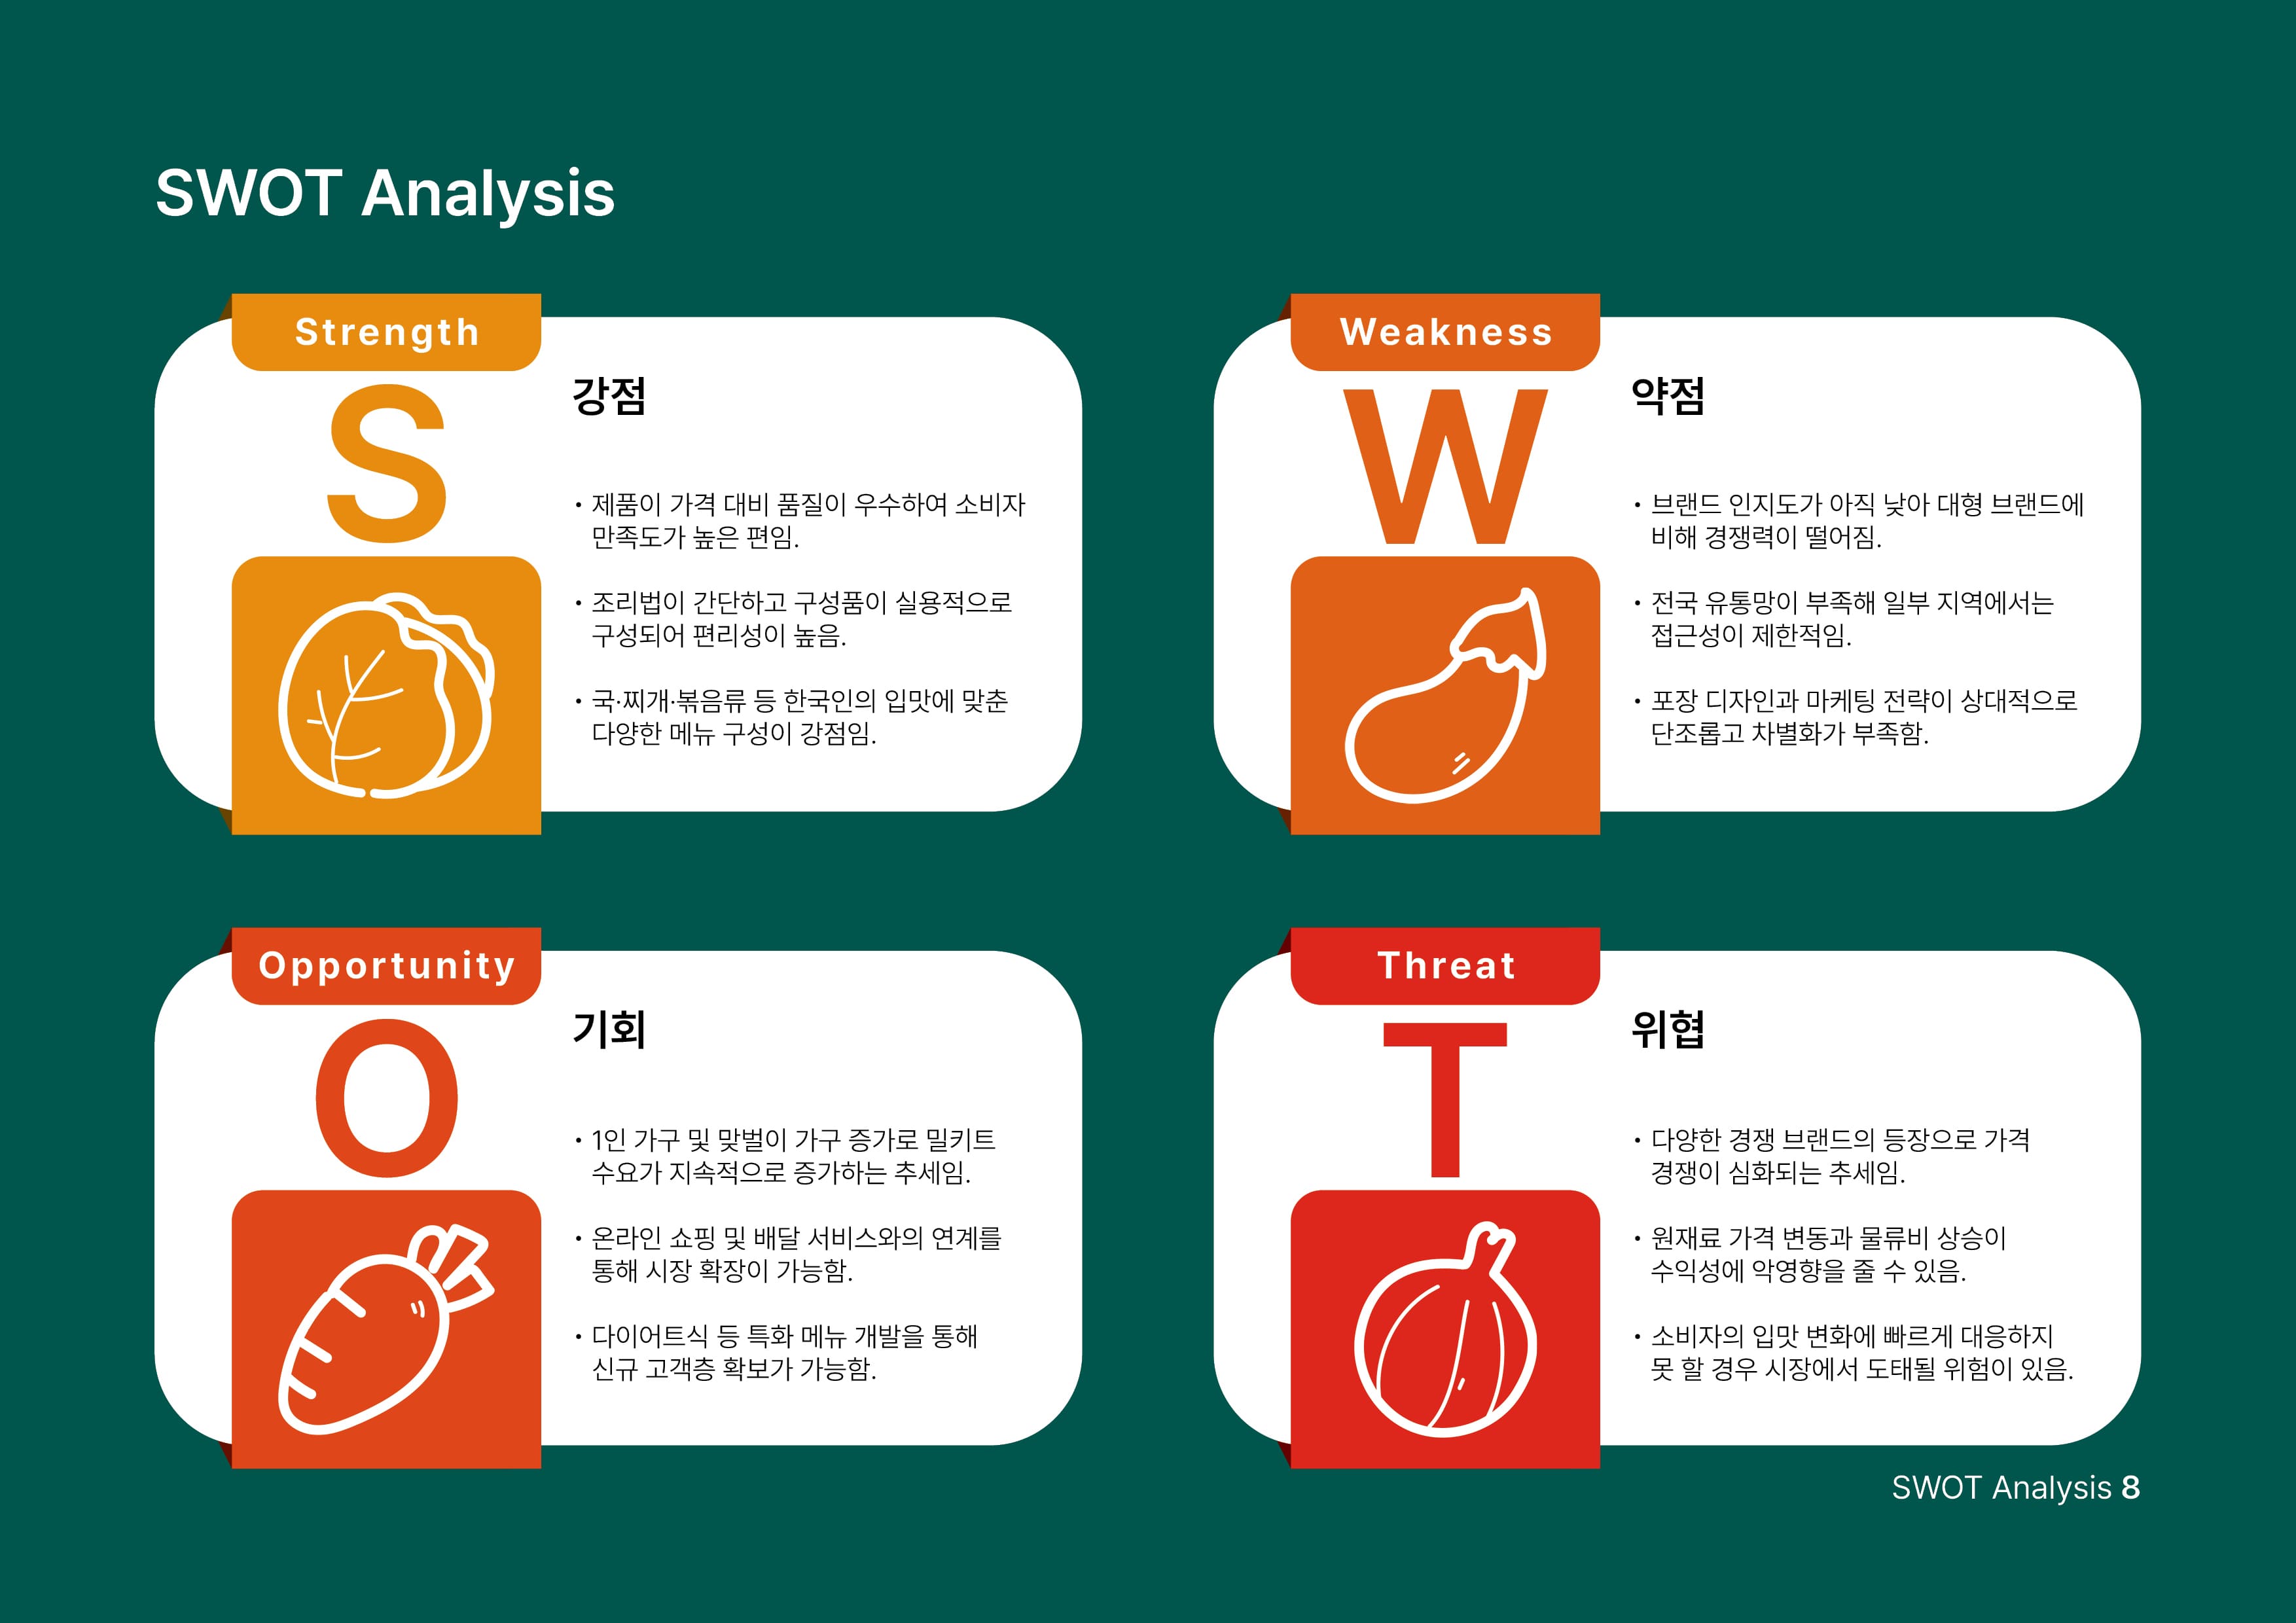 SWOT Analysis
Strength
S
강점
• 제품이 가격 대비 품질이 우수하여 소비자
만족도가 높은 편임.
• 조리법이 간단하고 구성품이 실용적으로
구성되어 편리성이 높음.
• 국·찌개·볶음류 등 한국인의 입맛에 맞춘
다양한 메뉴 구성이 강점임.
Weakness
W
약점
• 브랜드 인지도가 아직 낮아 대형 브랜드에
비해 경쟁력이 떨어짐.
• 전국 유통망이 부족해 일부 지역에서는
접근성이 제한적임.
• 포장 디자인과 마케팅 전략이 상대적으로
단조롭고 차별화가 부족함.
Opportunity
O
기회
• 1인 가구 및 맞벌이 가구 증가로 밀키트
수요가 지속적으로 증가하는 추세임.
• 온라인 쇼핑 및 배달 서비스와의 연계를
통해 시장 확장이 가능함.
• 다이어트식 등 특화 메뉴 개발을 통해
신규 고객층 확보가 가능함.
Threat
T
위협
• 다양한 경쟁 브랜드의 등장으로 가격
경쟁이 심화되는 추세임.
• 원재료 가격 변동과 물류비 상승이
수익성에 악영향을 줄 수 있음.
• 소비자의 입맛 변화에 빠르게 대응하지
못 할 경우 시장에서 도태될 위험이 있음.
SWOT Analysis 8